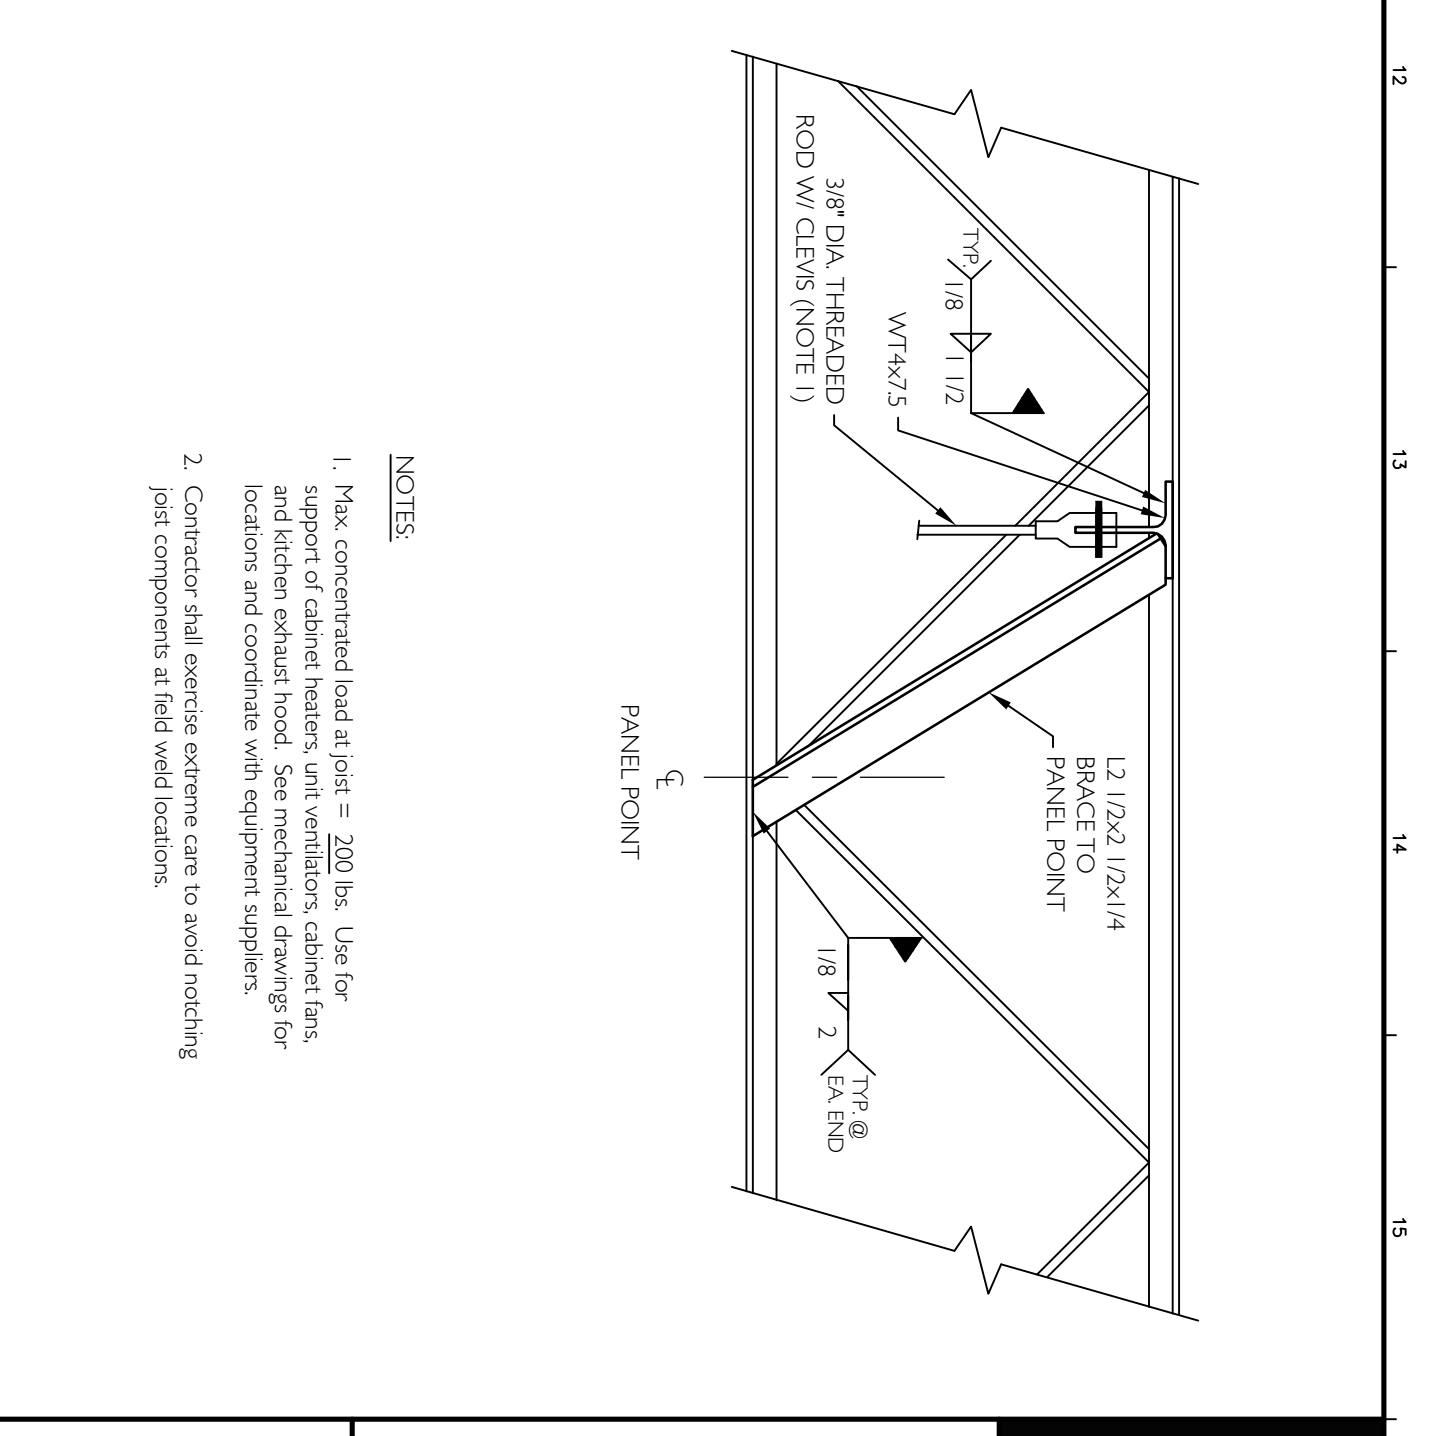 12
13
14
15
TYP.
1/8
1 1/2
WT4x7.5
3/8" DIA. THREADED
ROD W/ CLEVIS (NOTE 1)
L2 1/2x2 1/2x1/4
BRACE TO
PANEL POINT
1/8
2
TYP. @
EA. END
℄
PANEL POINT
NOTES:
1. Max. concentrated load at joist = 200 lbs. Use for
support of cabinet heaters, unit ventilators, cabinet fans,
and kitchen exhaust hood. See mechanical drawings for
locations and coordinate with equipment suppliers.
2. Contractor shall exercise extreme care to avoid notching
joist components at field weld locations.